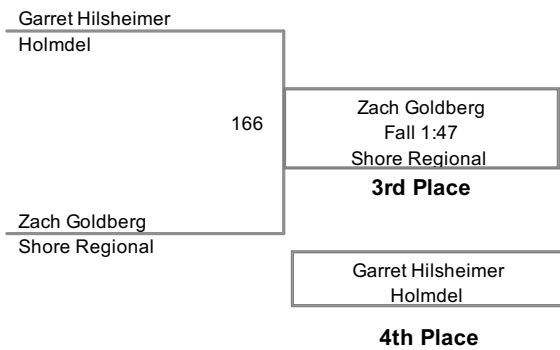 Garret Hilsheimer
Holmdel
166
Zach Goldberg
Fall 1:47
Shore Regional
3rd Place
Zach Goldberg
Shore Regional
Garret Hilsheimer
Holmdel
4th Place